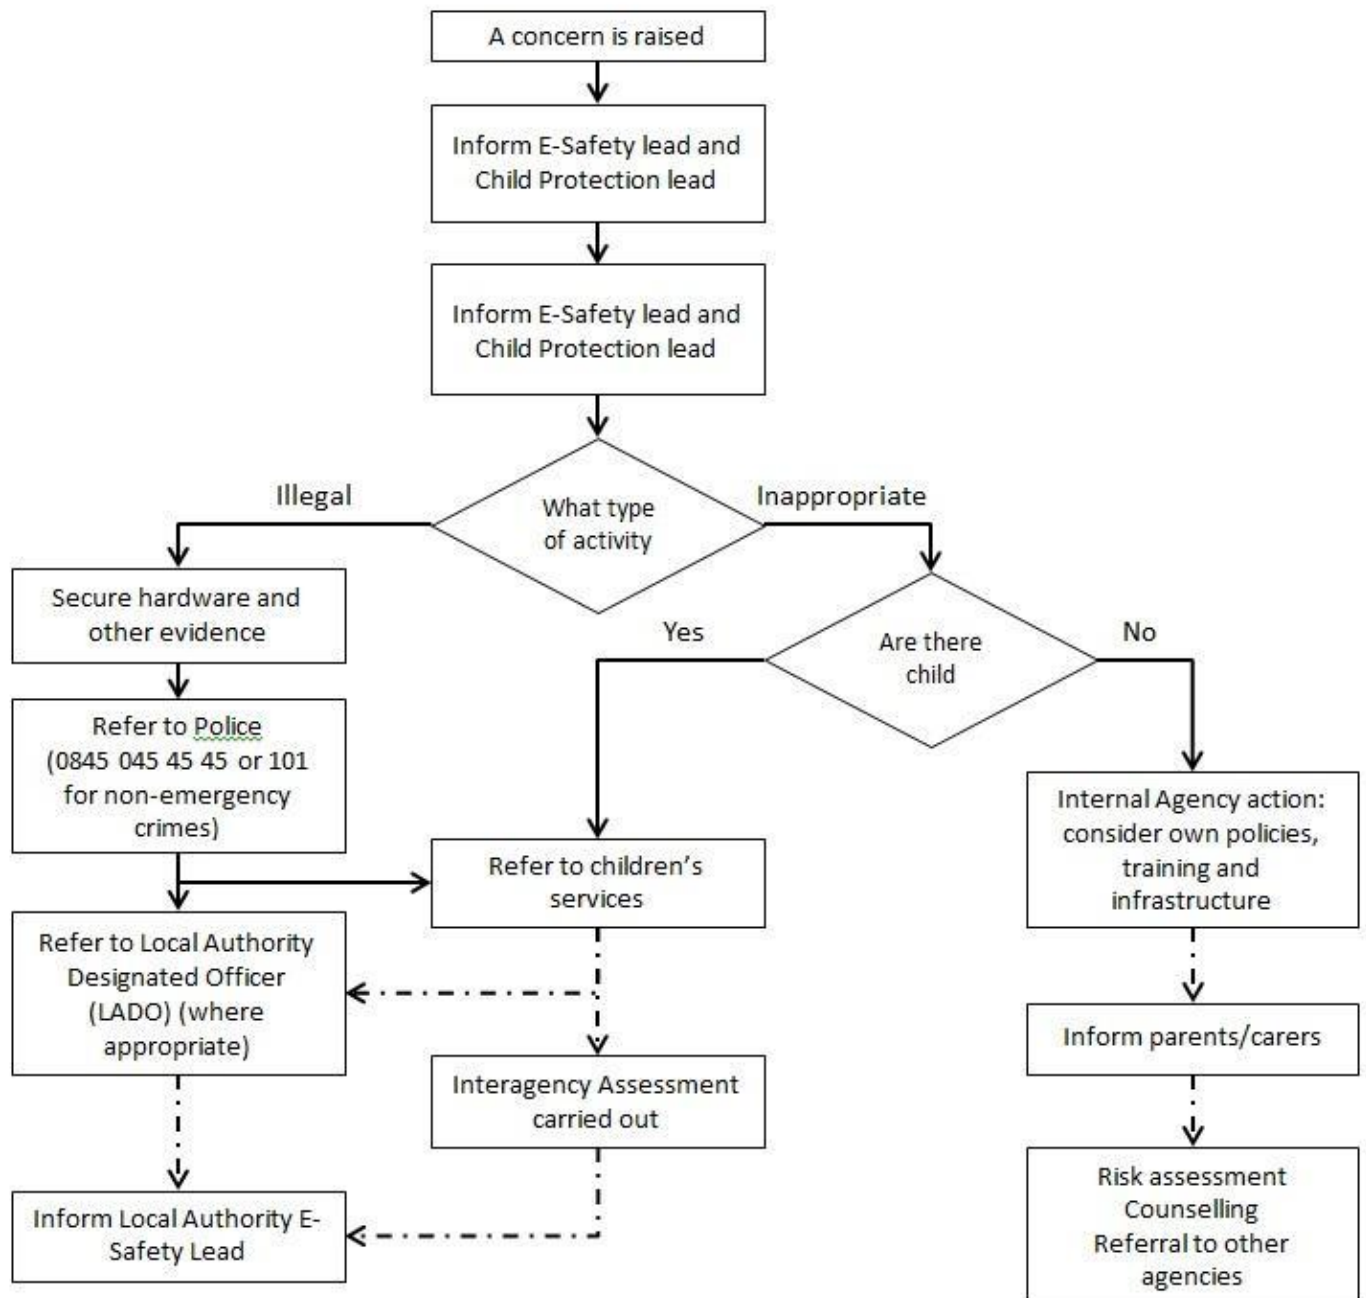 A concern is raised
Inform E-Safety lead and
Child Protection lead
Inform E-Safety lead and
Child Protection lead
What type
of activity
Illegal
Inappropriate
Secure hardware and
other evidence
Are there
child
Yes
No
Refer to Police
(0845 045 45 45 or 101
for non-emergency
crimes)
Internal Agency action:
consider own policies,
training and
infrastructure
Refer to children’s
services
Refer to Local Authority
Designated Officer
(LADO) (where
appropriate)
Inform parents/carers
Interagency Assessment
carried out
Inform Local Authority E-
Safety Lead
Risk assessment
Counselling
Referral to other
agencies